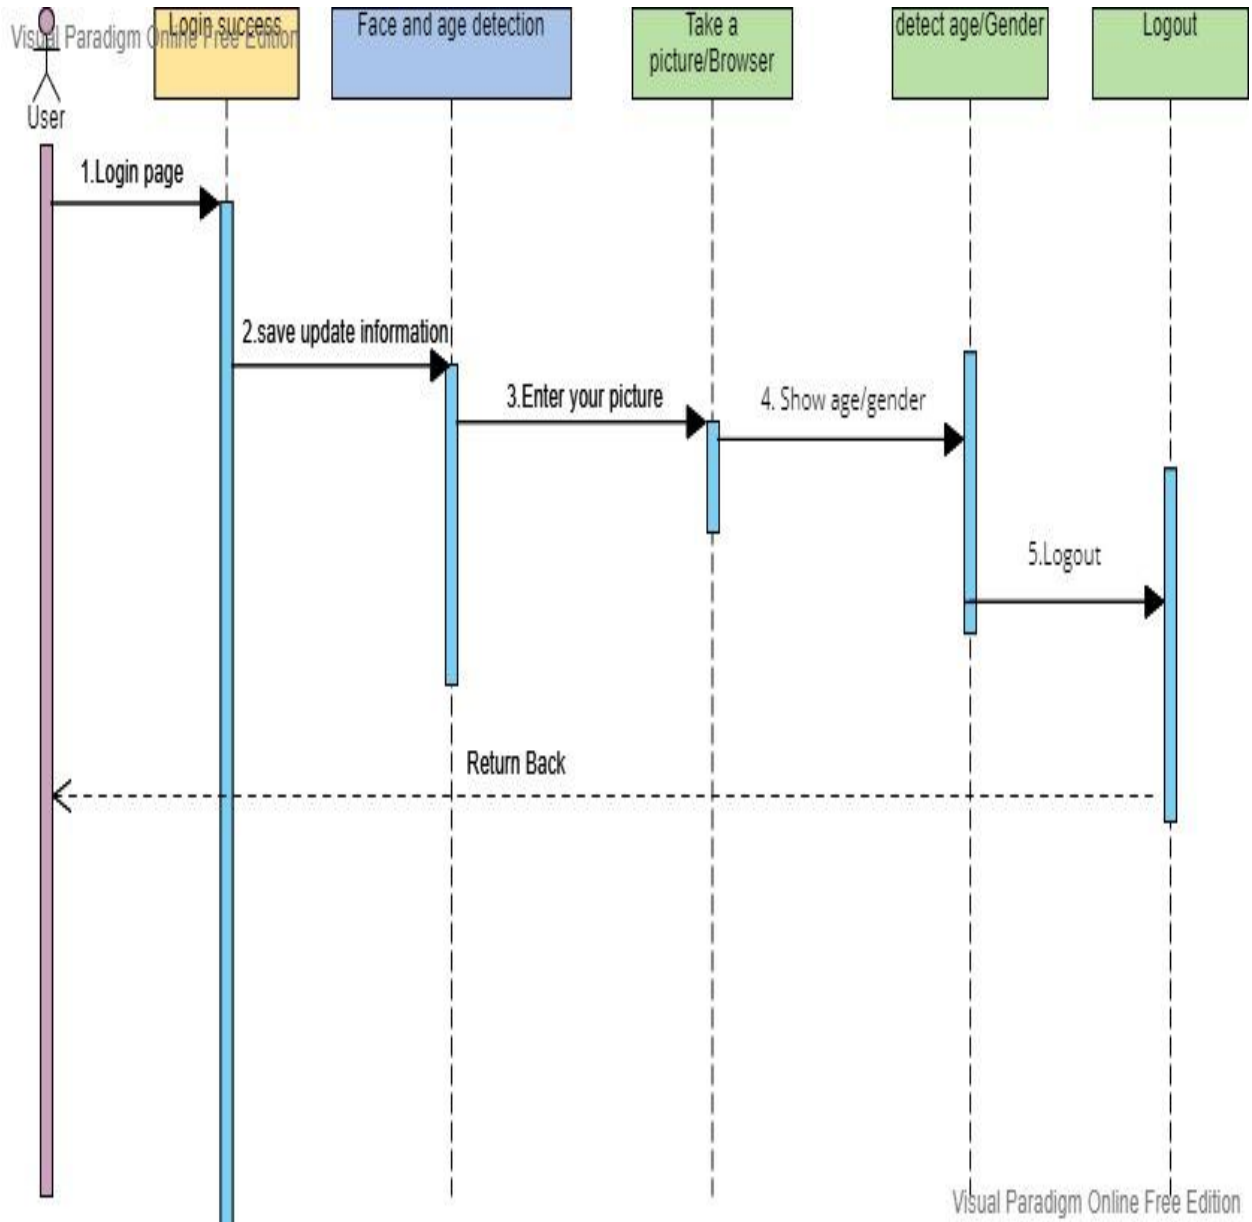 Visual Paradigm Online Free Edition
Login success
Face and age detection
Take a
picture/Browser
detect age/Gender
Logout
User
1.Login page
2.save update information
3.Enter your picture
4. Show age/gender
5.Logout
Return Back
Visual Paradigm Online Free Edition